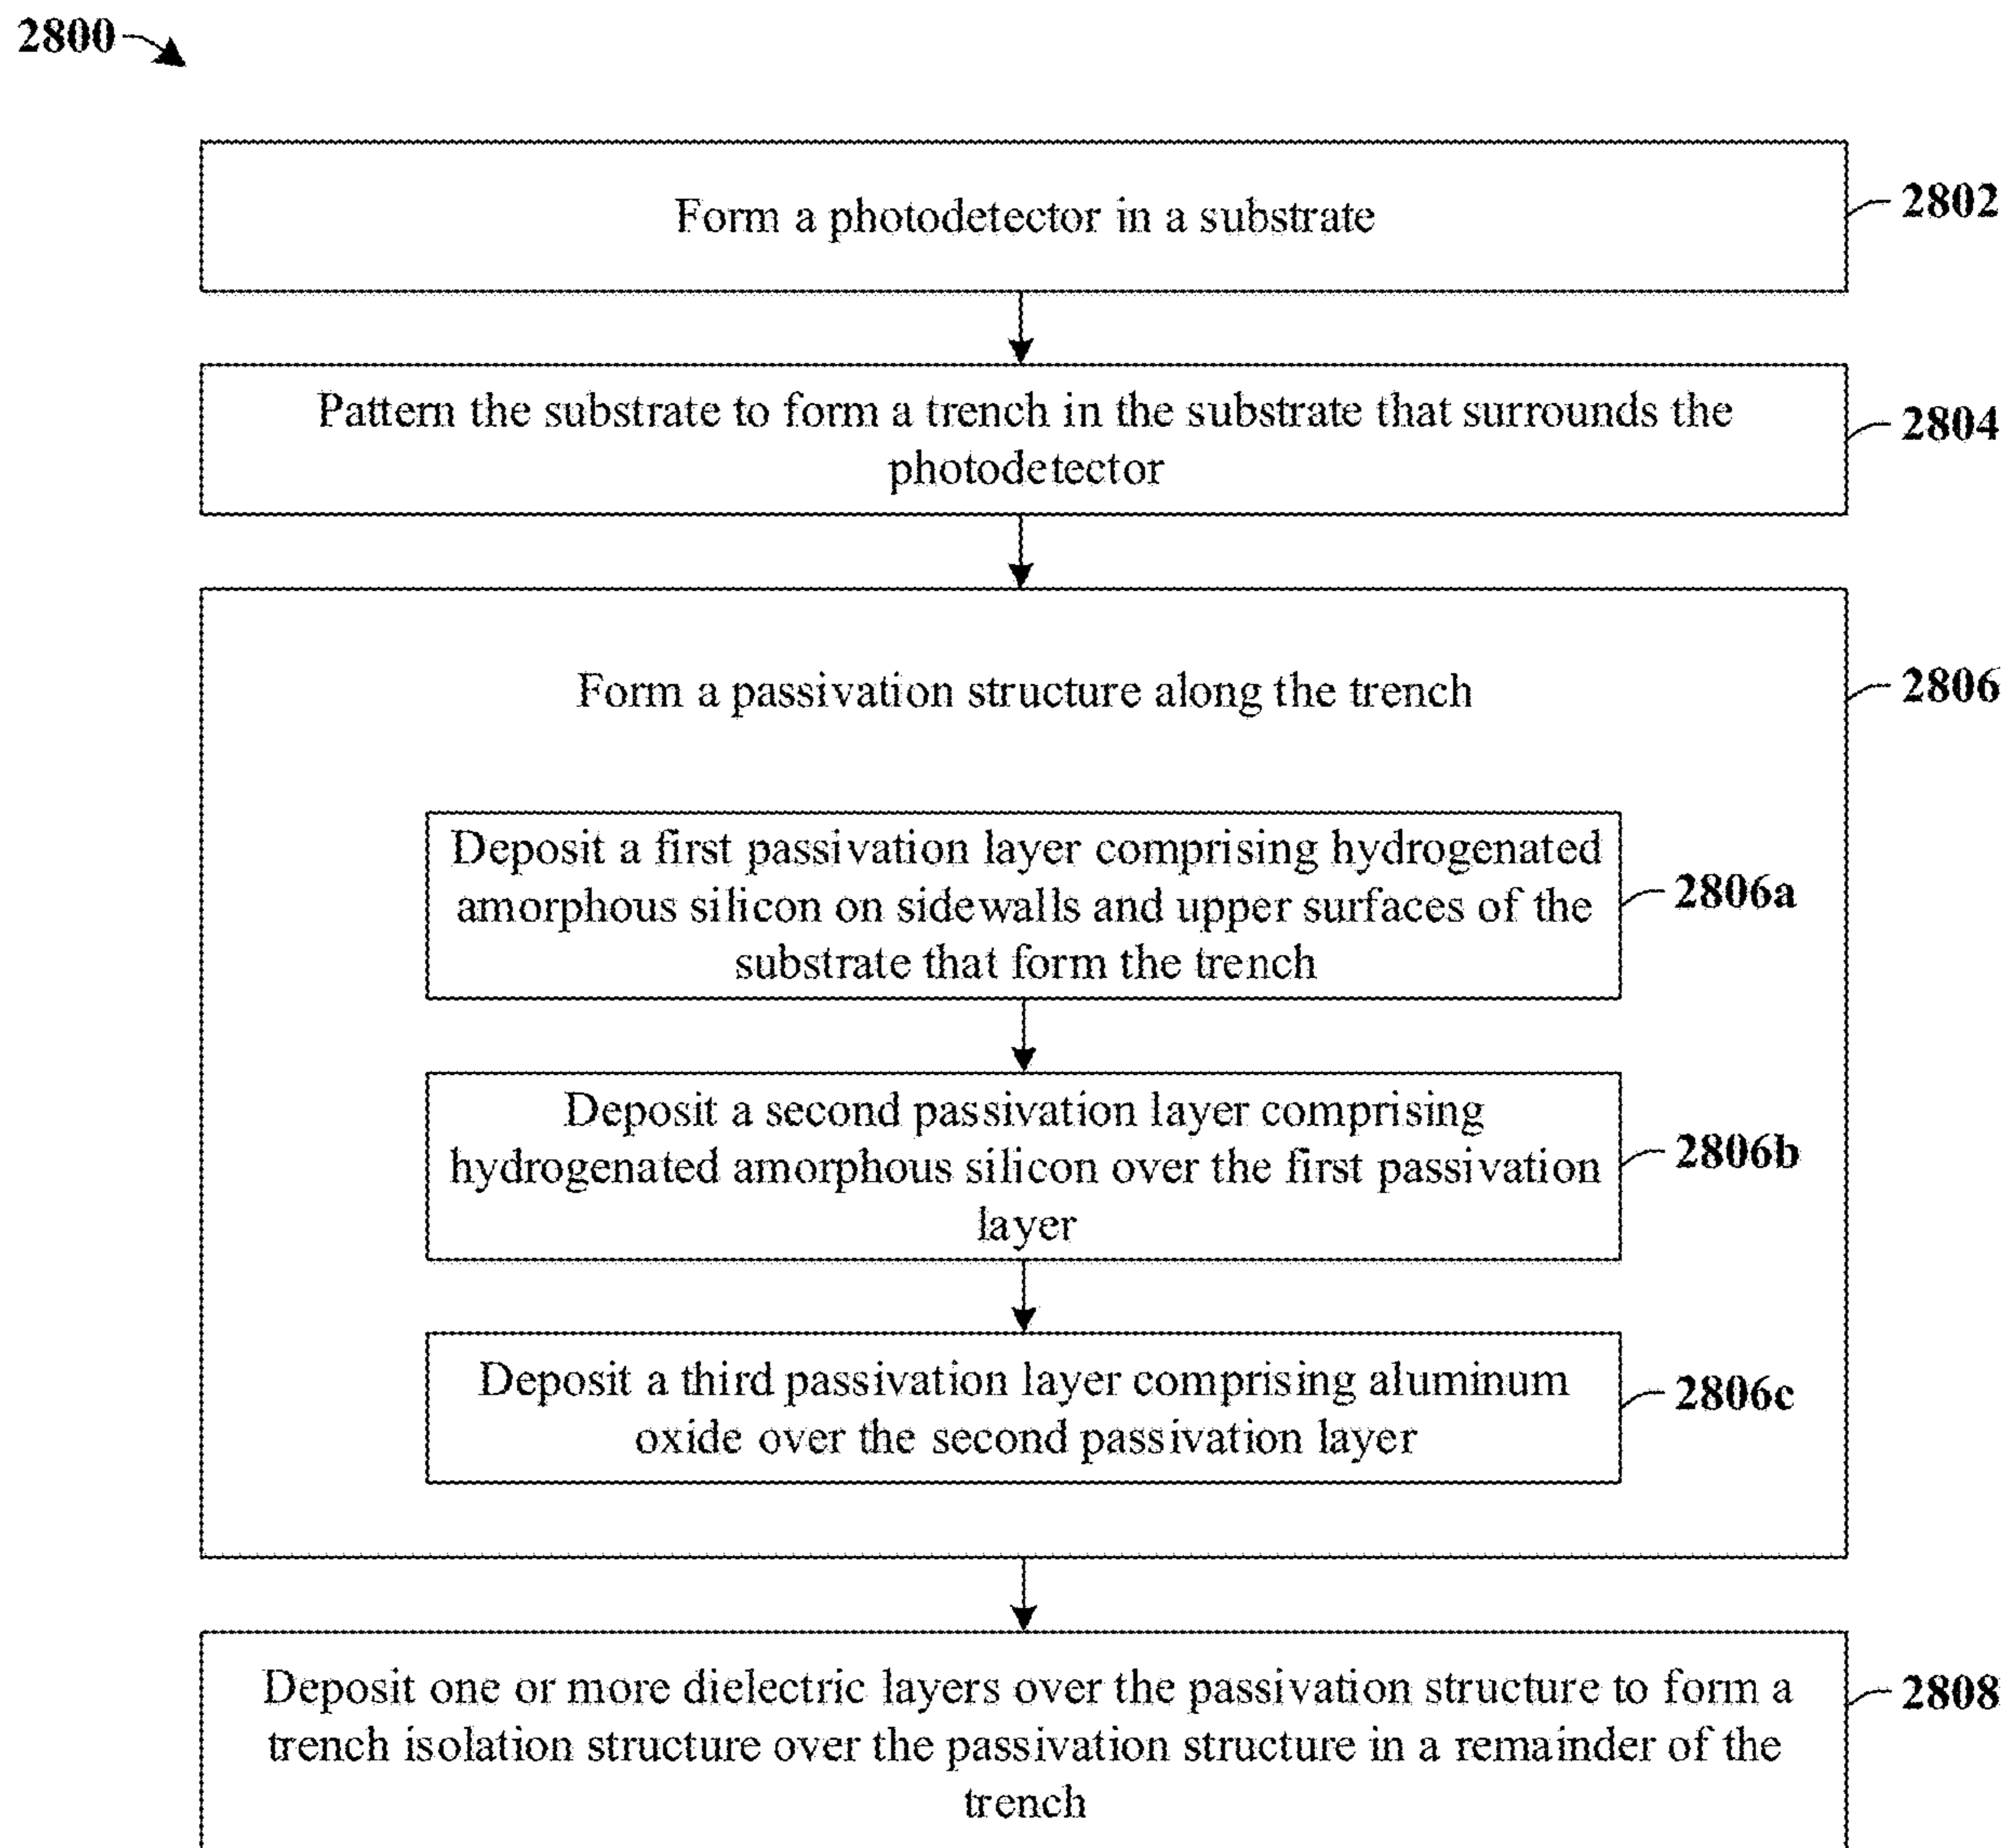 2800
Form a photodetector in a substrate
2802
Pattern the substrate to form a trench in the substrate that surrounds the
photodetector
2804
Form a passivation structure along the trench
2806
Deposit a first passivation layer comprising hydrogenated
amorphous silicon on sidewalls and upper surfaces of the
substrate that form the trench
2806a
Deposit a second passivation layer comprising
hydrogenated amorphous silicon over the first passivation
layer
2806b
Deposit a third passivation layer comprising aluminum
oxide over the second passivation layer
2806c
Deposit one or more dielectric layers over the passivation structure to form a
trench isolation structure over the passivation structure in a remainder of the
trench
2808